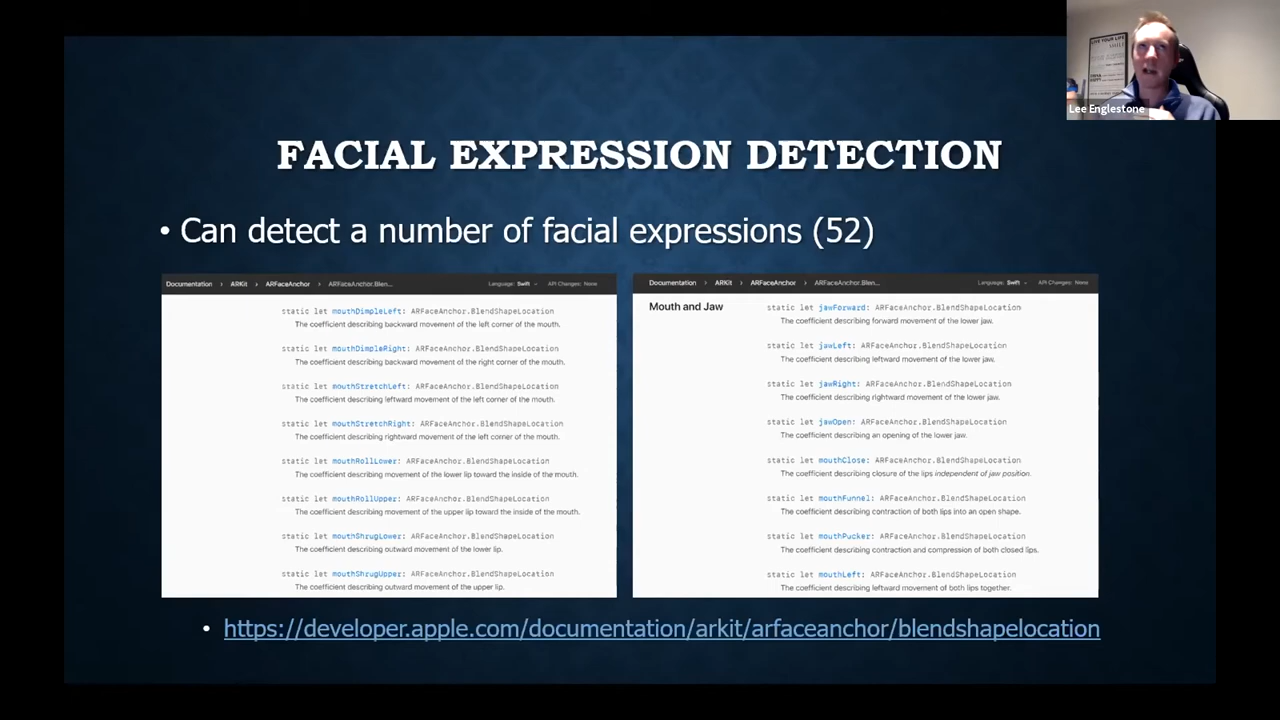 FACIAL EXPRESSION DETECTION
• Can detect a number of facial expressions (52)
Documentation > ARKit > ARFaceAnchor > ARFaceAnchor.Blen... Language: Swift API Changes: None
static let mouthDimpleLeft: ARFaceAnchor.BlendShapeLocation
The coefficient describing backward movement of the left corner of the mouth.
static let mouthDimpleRight: ARFaceAnchor.BlendShapeLocation
The coefficient describing backward movement of the right corner of the mouth.
static let mouthStretchLeft: ARFaceAnchor.BlendShapeLocation
The coefficient describing leftward movement of the left corner of the mouth.
static let mouthStretchRight: ARFaceAnchor.BlendShapeLocation
The coefficient describing rightward movement of the left corner of the mouth.
static let mouthRollLower: ARFaceAnchor.BlendShapeLocation
The coefficient describing movement of the lower lip toward the inside of the mouth.
static let mouthRollUpper: ARFaceAnchor.BlendShapeLocation
The coefficient describing movement of the upper lip toward the inside of the mouth.
static let mouthShrugLower: ARFaceAnchor.BlendShapeLocation
The coefficient describing outward movement of the lower lip.
static let mouthShrugUpper: ARFaceAnchor.BlendShapeLocation
The coefficient describing outward movement of the upper lip.
Documentation > ARKit > ARFaceAnchor > ARFaceAnchor.Blen... Language: Swift API Changes: None
Mouth and Jaw
static let jawForward: ARFaceAnchor.BlendShapeLocation
The coefficient describing forward movement of the lower jaw.
static let jawLeft: ARFaceAnchor.BlendShapeLocation
The coefficient describing leftward movement of the lower jaw.
static let jawRight: ARFaceAnchor.BlendShapeLocation
The coefficient describing rightward movement of the lower jaw.
static let jawOpen: ARFaceAnchor.BlendShapeLocation
The coefficient describing an opening of the lower jaw.
static let mouthClose: ARFaceAnchor.BlendShapeLocation
The coefficient describing closure of the lips independent of jaw position.
static let mouthFunnel: ARFaceAnchor.BlendShapeLocation
The coefficient describing contraction of both lips into an open shape.
static let mouthPucker: ARFaceAnchor.BlendShapeLocation
The coefficient describing contraction and compression of both closed lips.
static let mouthLeft: ARFaceAnchor.BlendShapeLocation
The coefficient describing leftward movement of both lips together.
• https://developer.apple.com/documentation/arkit/arfaceanchor/blendshapelocation
LIVE YOUR LIFE
Lee Englestone